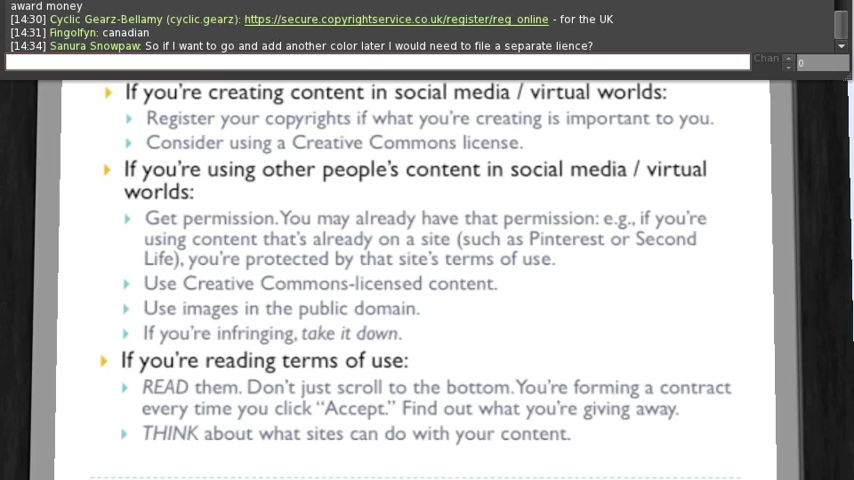 award money
[14:30] Cyclic Gearz-Bellamy (cyclic.gearz): https://secure.copyrightservice.co.uk/register/reg_online - for the UK
[14:31] Fingolfyn: canadian
[14:34] Sanura Snowpaw: So if I want to go and add another color later I would need to file a separate lience?
Chan
0
If you're creating content in social media / virtual worlds:
Register your copyrights if what you're creating is important to you.
Consider using a Creative Commons license.
If you're using other people's content in social media / virtual
worlds:
Get permission. You may already have that permission: e.g., if you're
using content that's already on a site (such as Pinterest or Second
Life), you're protected by that site's terms of use.
Use Creative Commons-licensed content.
Use images in the public domain.
If you're infringing, take it down.
If you're reading terms of use:
READ them. Don't just scroll to the bottom. You're forming a contract
every time you click “Accept.” Find out what you're giving away.
THINK about what sites can do with your content.